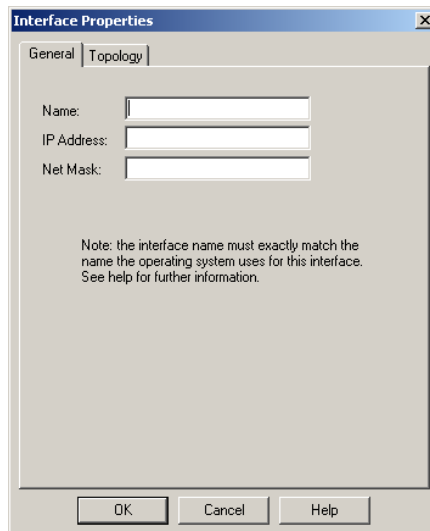 Interface Properties
General
Topology
Name:
IP Address:
Net Mask:
Note: the interface name must exactly match the
name the operating system uses for this interface.
See help for further information.
OK
Cancel
Help